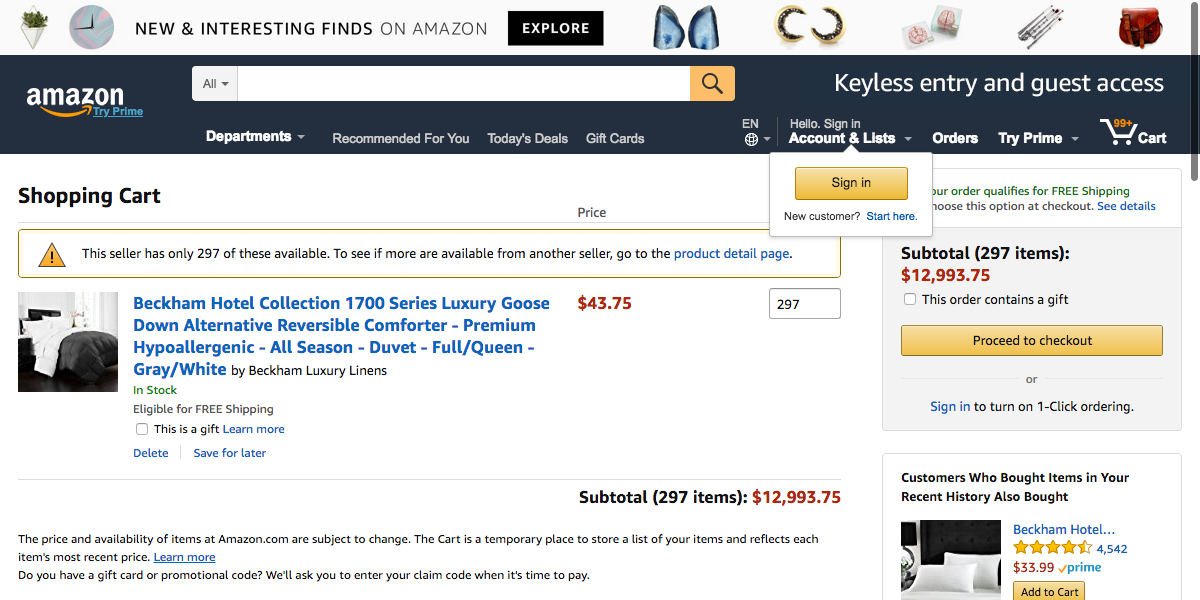 NEW & INTERESTING FINDS ON AMAZON
EXPLORE
amazon
Try Prime
All
Keyless entry and guest access
Departments
Recommended For You
Today's Deals
Gift Cards
EN
Hello. Sign in
Account & Lists
Orders
Try Prime
99+
Cart
Sign in
New customer? Start here.
Shopping Cart
Price
This seller has only 297 of these available. To see if more are available from another seller, go to the product detail page.
Beckham Hotel Collection 1700 Series Luxury Goose
Down Alternative Reversible Comforter - Premium
Hypoallergenic - All Season - Duvet - Full/Queen -
Gray/White by Beckham Luxury Linens
$43.75
297
In Stock
Eligible for FREE Shipping
This is a gift Learn more
Delete
Save for later
Subtotal (297 items): $12,993.75
The price and availability of items at Amazon.com are subject to change. The Cart is a temporary place to store a list of your items and reflects each
item's most recent price. Learn more
Do you have a gift card or promotional code? We'll ask you to enter your claim code when it's time to pay.
order qualifies for FREE Shipping
this option at checkout. See details
Subtotal (297 items):
$12,993.75
This order contains a gift
Proceed to checkout
or
Sign in to turn on 1-Click ordering.
Customers Who Bought Items in Your
Recent History Also Bought
Beckham Hotel...
4,542
$33.99 prime
Add to Cart